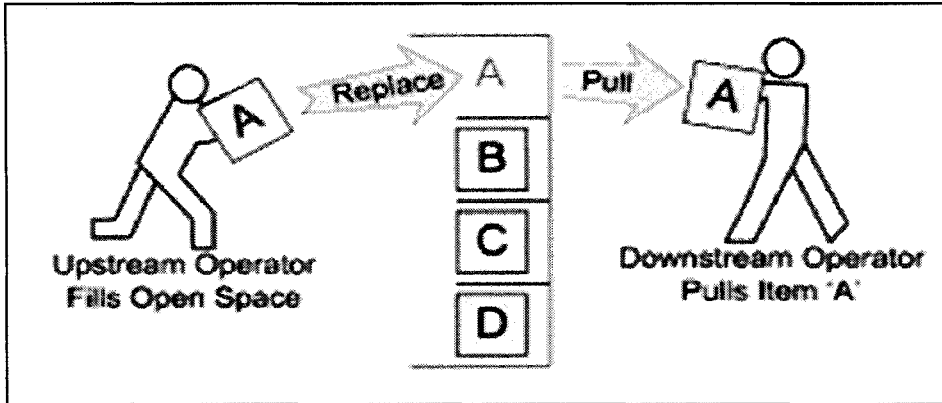 A
Replace
A
Pull
A
B
C
D
Upstream Operator
Fills Open Space
Downstream Operator
Pulls Item 'A'